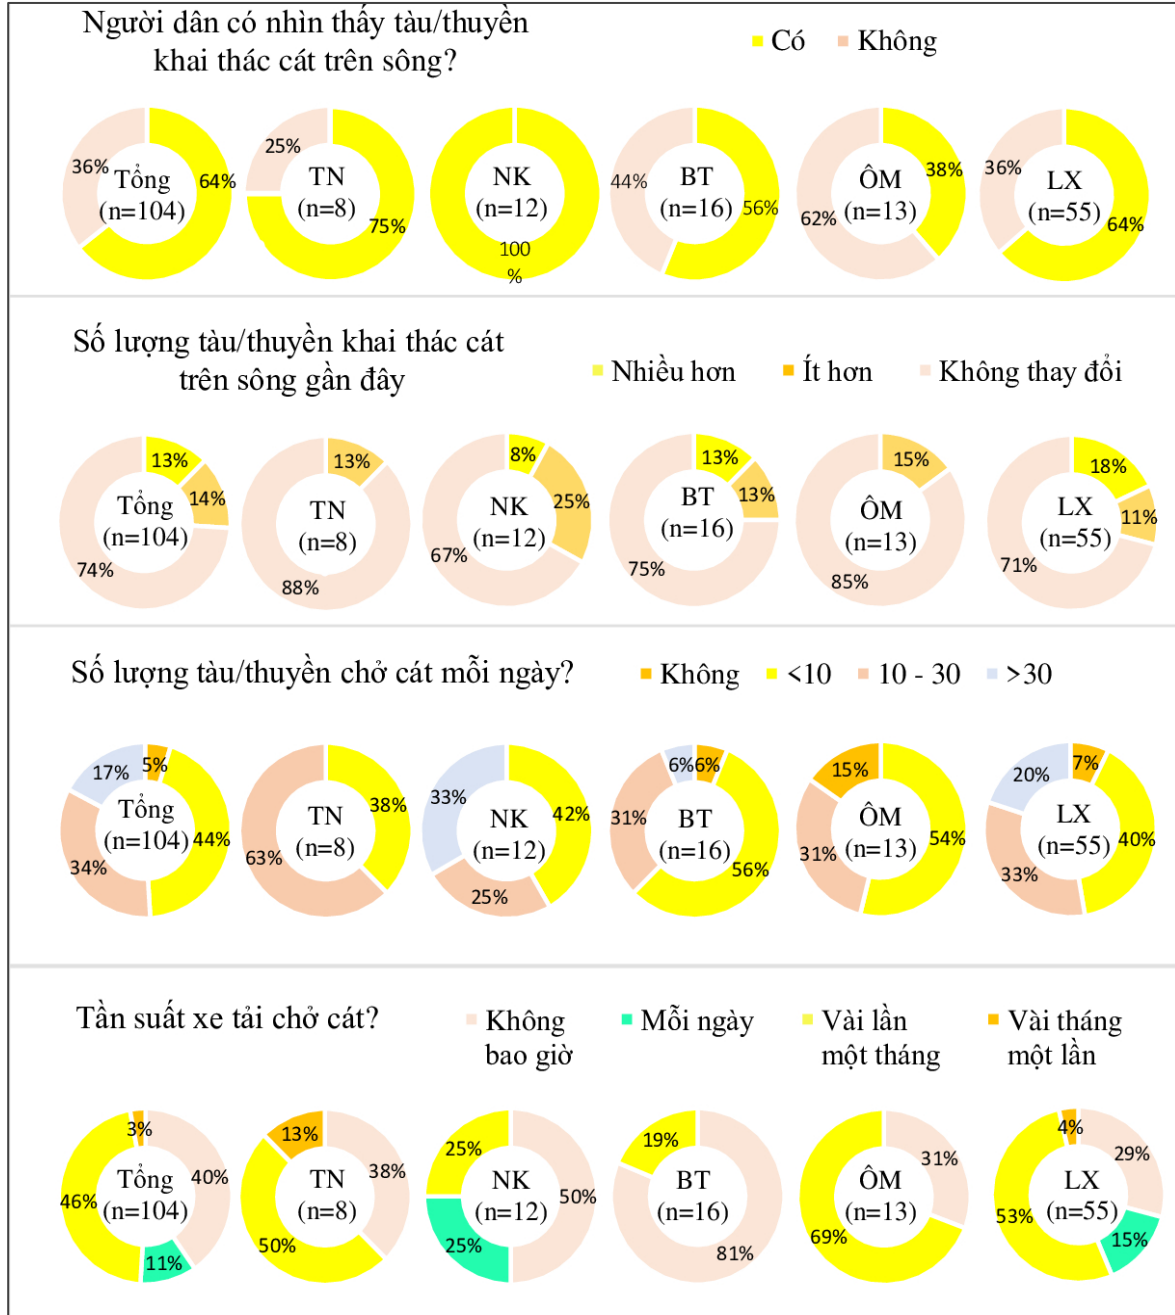 Người dân có nhìn thấy tàu/thuyền
khai thác cát trên sông?
Có Không
36% Tổng (n=104) 64%
25% TN (n=8) 75%
NK (n=12) 100 %
44% BT (n=16) 56%
ÔM (n=13) 38% 62%
36% LX (n=55) 64%
Số lượng tàu/thuyền khai thác cát
trên sông gần đây
Nhiều hơn Ít hơn Không thay đổi
13% 14% Tổng (n=104) 74%
13% TN (n=8) 88%
8% 25% NK (n=12) 67%
13% 13% BT (n=16) 75%
15% ÔM (n=13) 85%
18% 11% LX (n=55) 71%
Số lượng tàu/thuyền chở cát mỗi ngày?
Không <10 10 - 30 >30
17% 5% Tổng (n=104) 44% 34%
TN (n=8) 38% 63%
33% NK (n=12) 42% 25%
6% 6% 31% BT (n=16) 56%
15% ÔM (n=13) 54% 31%
20% 7% LX (n=55) 40% 33%
Tần suất xe tải chở cát?
Không bao giờ
Mỗi ngày
Vài lần một tháng
Vài tháng một lần
3% Tổng (n=104) 40% 46% 11%
13% TN (n=8) 38% 50%
25% NK (n=12) 50% 25%
19% BT (n=16) 81%
ÔM (n=13) 31% 69%
4% 29% LX (n=55) 53% 15%